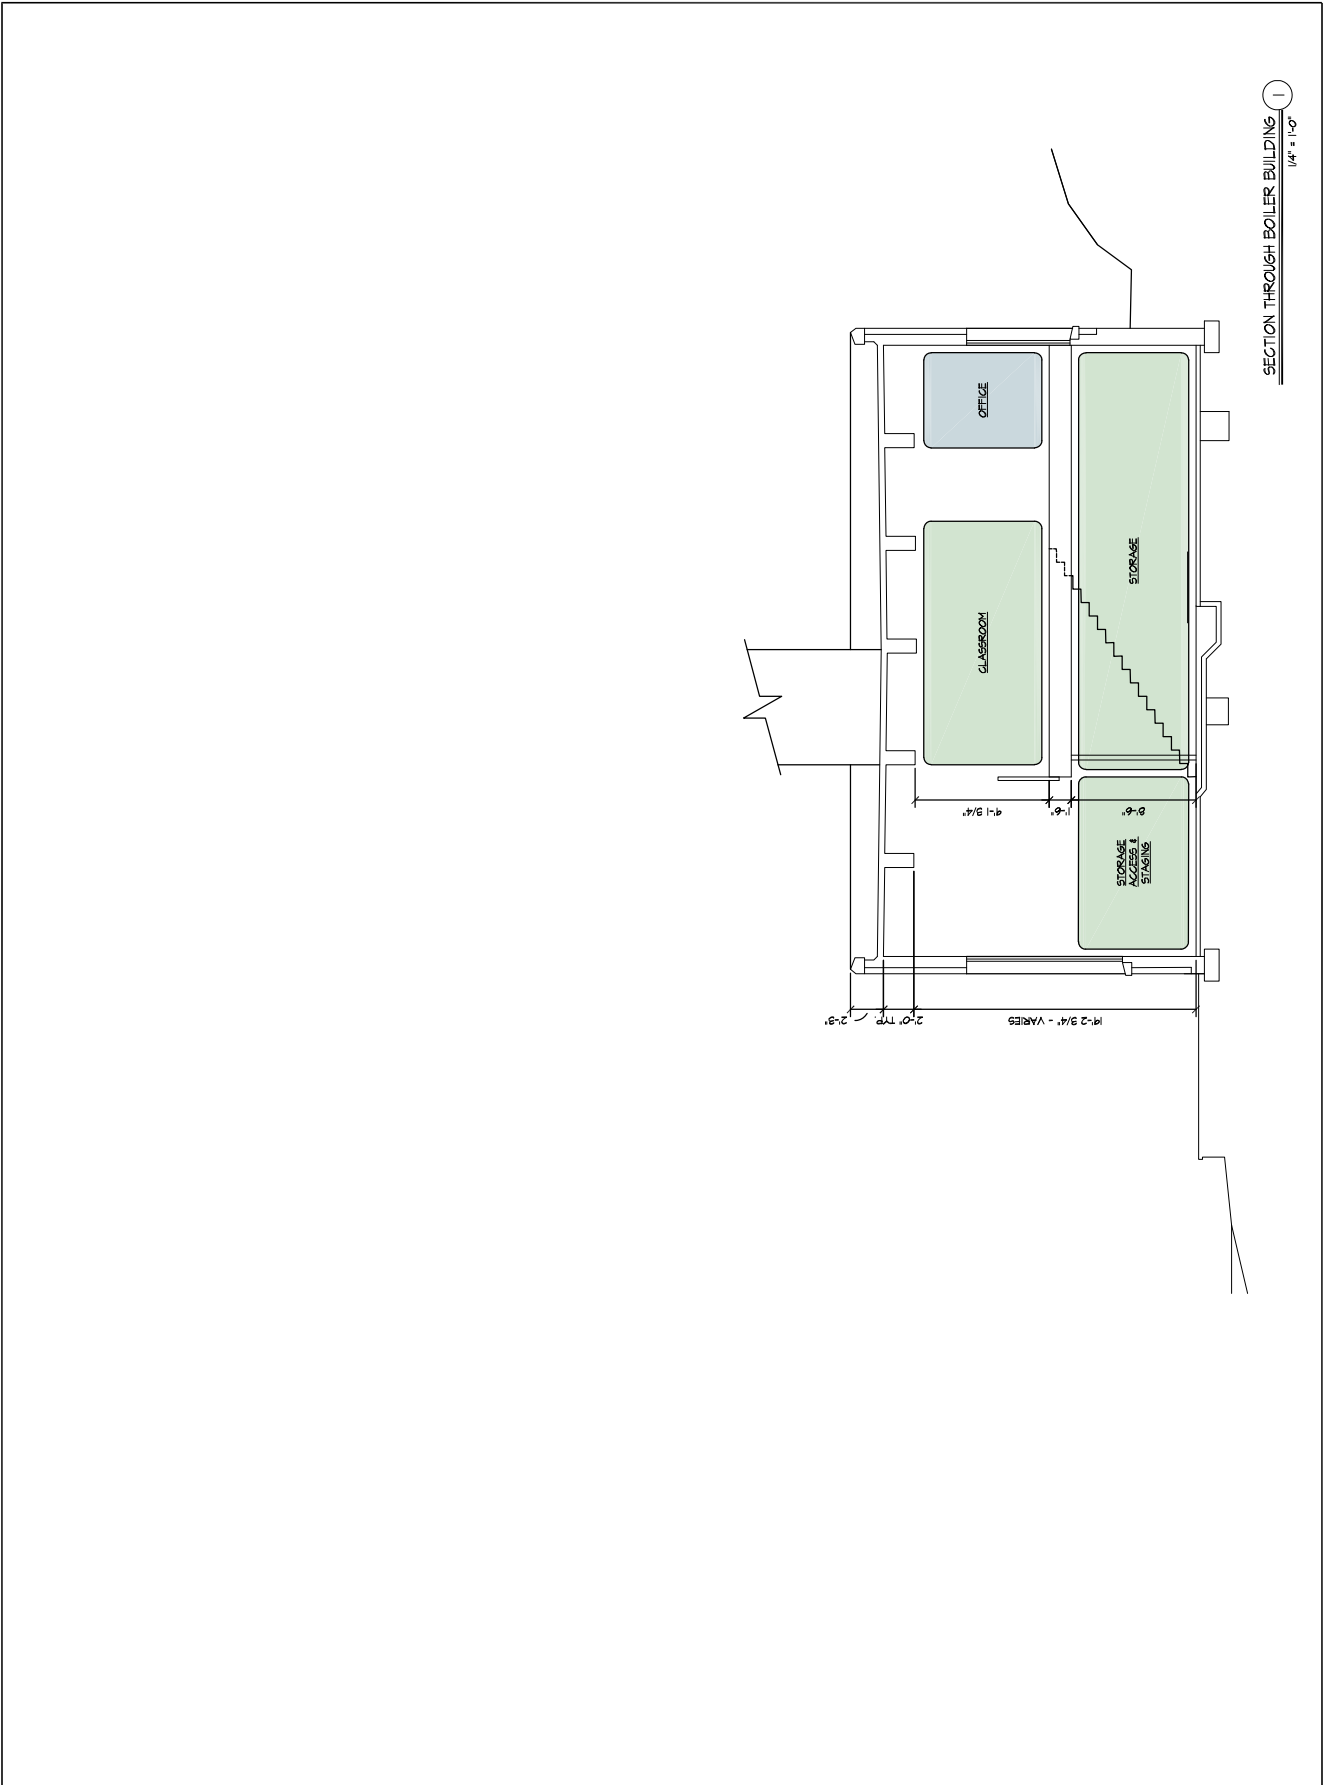 2'-3"
2'-0" TYP.
19'-2 3/4" - VARIES
9'-1 3/4"
1'-6"
8'-6"
CLASSROOM
OFFICE
STORAGE
ACCESS &
STAGING
STORAGE
SECTION THROUGH BOILER BUILDING
1
1/4" = 1'-0"